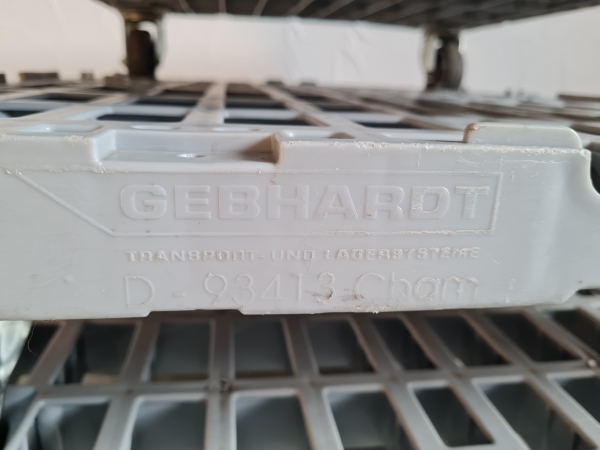 GEBHARDT
TRANSPORT- UND LAGERSYSTEME
D - 93413 Cham